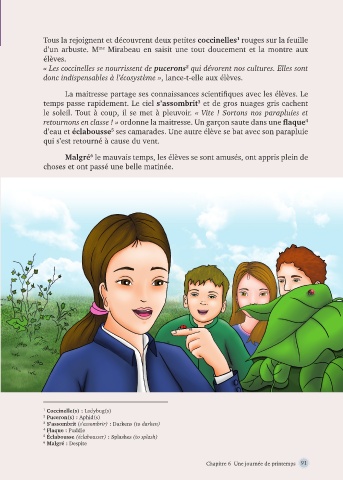 Tous la rejoignent et découvrent deux petites coccinelles¹ rouges sur la feuille
d'un arbuste. Mme Mirabeau en saisit une tout doucement et la montre aux
élèves.
« Les coccinelles se nourrissent de pucerons² qui dévorent nos cultures. Elles sont
donc indispensables à l'écosystème », lance-t-elle aux élèves.
La maitresse partage ses connaissances scientifiques avec les élèves. Le
temps passe rapidement. Le ciel s'assombrit³ et de gros nuages gris cachent
le soleil. Tout à coup, il se met à pleuvoir. « Vite ! Sortons nos parapluies et
retournons en classe ! » ordonne la maitresse. Un garçon saute dans une flaque⁴
d'eau et éclabousse⁵ ses camarades. Une autre élève se bat avec son parapluie
qui s'est retourné à cause du vent.
Malgré⁶ le mauvais temps, les élèves se sont amusés, ont appris plein de
choses et ont passé une belle matinée.
¹ Coccinelle(s) : Ladybug(s)
² Puceron(s) : Aphid(s)
³ S'assombrit (s'assombrir) : Darkens (to darken)
⁴ Flaque : Puddle
⁵ Éclabousse (éclabousser) : Splashes (to splash)
⁶ Malgré : Despite
Chapitre 6 Une journée de printemps 91